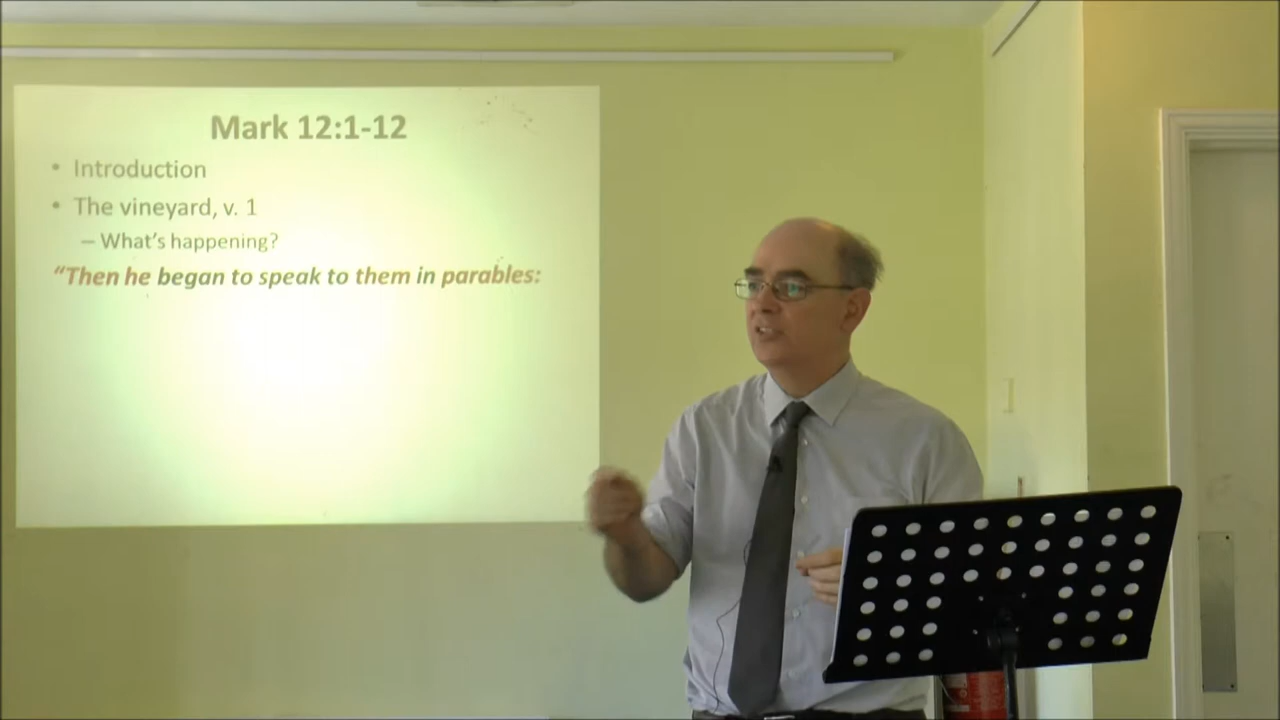 Mark 12:1-12
• Introduction
• The vineyard, v. 1
– What's happening?
“Then he began to speak to them in parables: